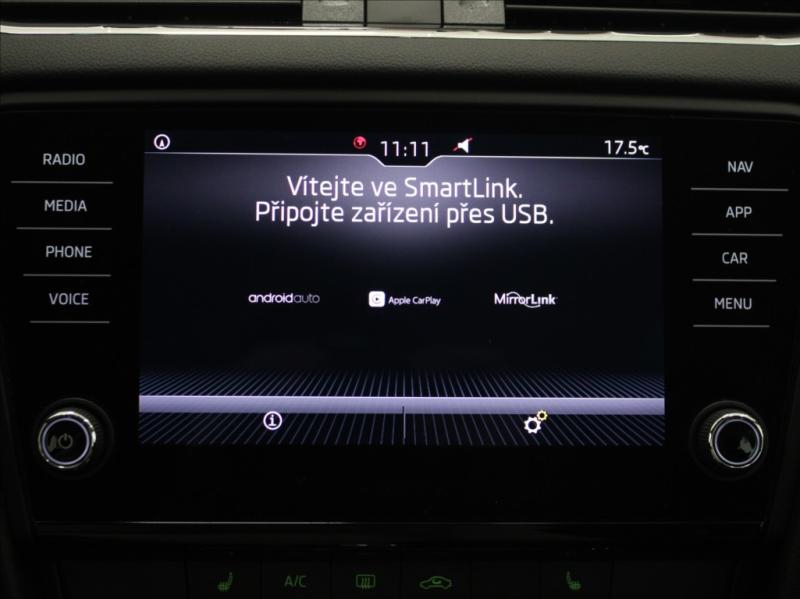 11:11
17.5°C
Vítejte ve SmartLink.
Připojte zařízení přes USB.
androidauto
Apple CarPlay
MirrorLink
RADIO
MEDIA
PHONE
VOICE
NAV
APP
CAR
MENU
A/C